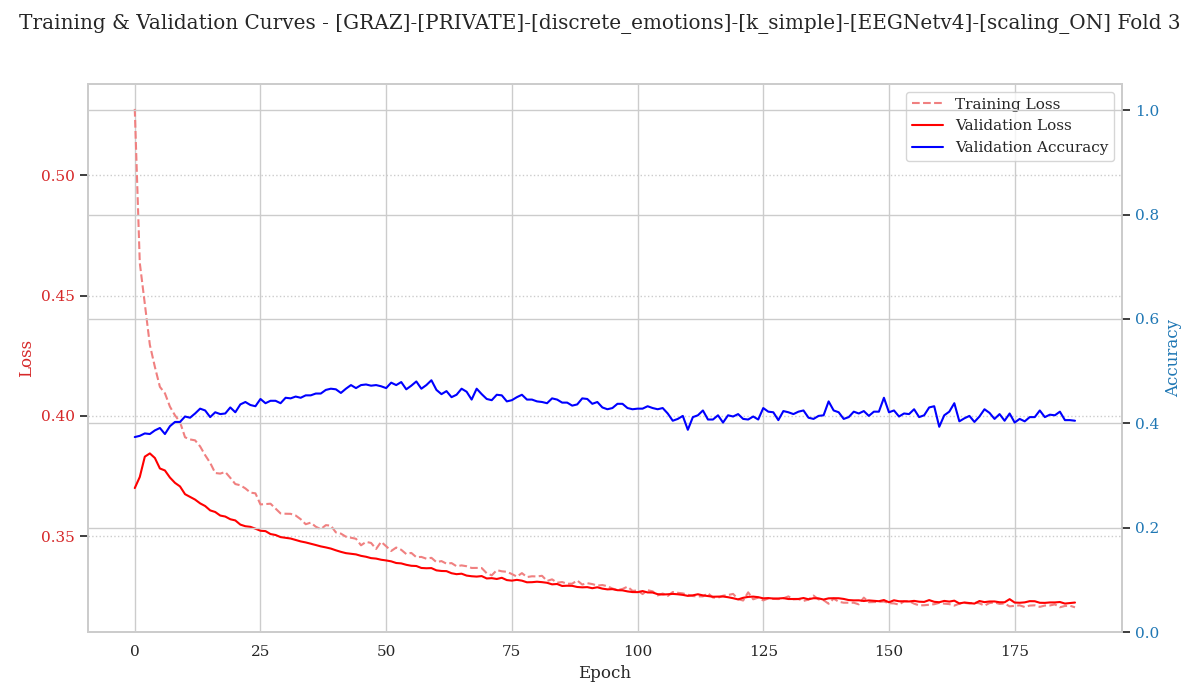 Training & Validation Curves - [GRAZ]-[PRIVATE]-[discrete_emotions]-[k_simple]-[EEGNetv4]-[scaling_ON] Fold 3
Training Loss
Validation Loss
Validation Accuracy
Loss
0.50
0.45
0.40
0.35
Accuracy
1.0
0.8
0.6
0.4
0.2
0.0
0 25 50 75 100 125 150 175
Epoch